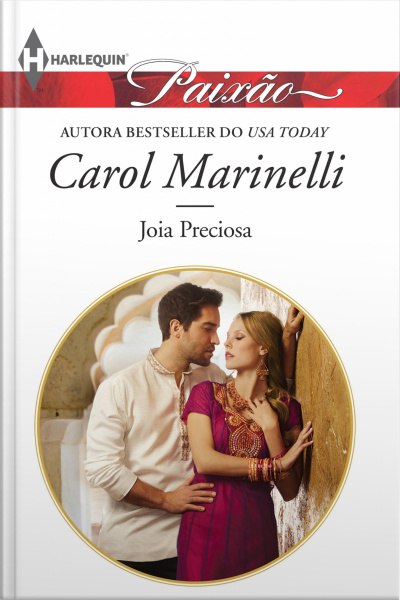 HARLEQUIN®
Paixão
AUTORA BESTSELLER DO USA TODAY
Carol Marinelli
Joia Preciosa